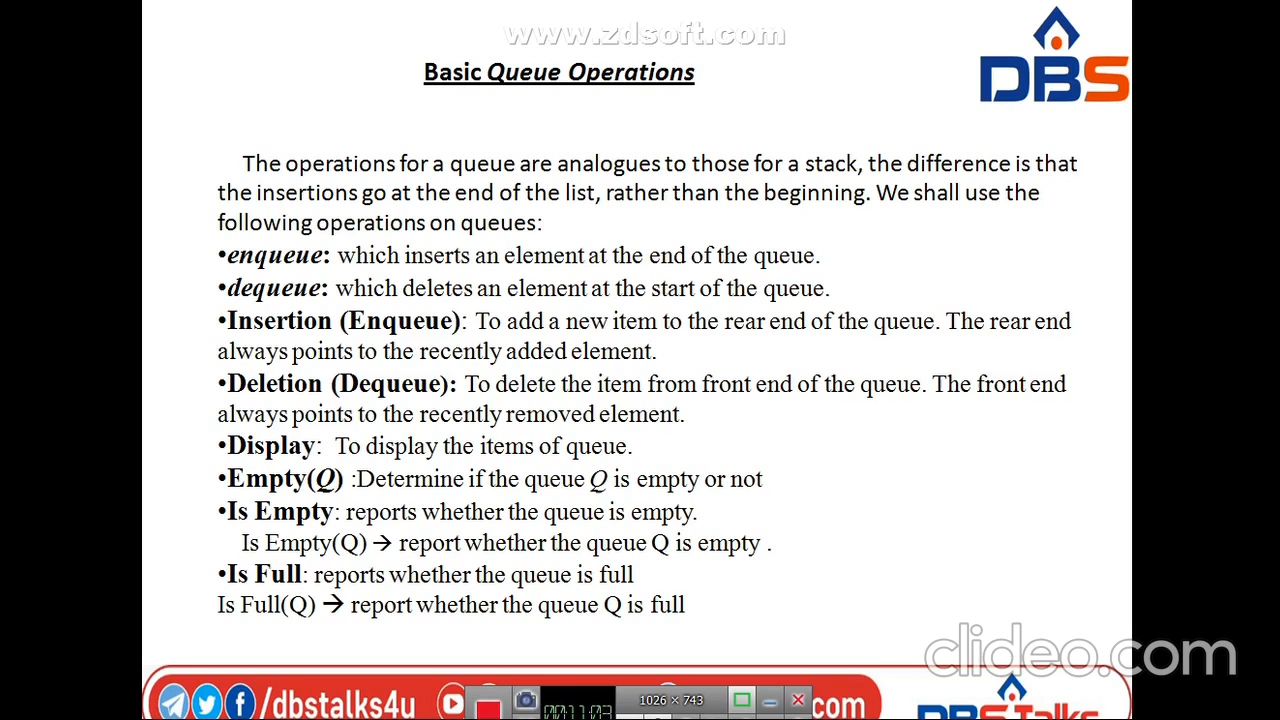 www.zdsoft.com
DBS
Basic Queue Operations
The operations for a queue are analogues to those for a stack, the difference is that
the insertions go at the end of the list, rather than the beginning. We shall use the
following operations on queues:
•enqueue: which inserts an element at the end of the queue.
•dequeue: which deletes an element at the start of the queue.
•Insertion (Enqueue): To add a new item to the rear end of the queue. The rear end
always points to the recently added element.
•Deletion (Dequeue): To delete the item from front end of the queue. The front end
always points to the recently removed element.
•Display: To display the items of queue.
•Empty(Q) :Determine if the queue Q is empty or not
•Is Empty: reports whether the queue is empty.
Is Empty(Q) → report whether the queue Q is empty .
•Is Full: reports whether the queue is full
Is Full(Q) → report whether the queue Q is full
clideo.com
/dbstalks4u
1026 × 743
.com
DBSTalks